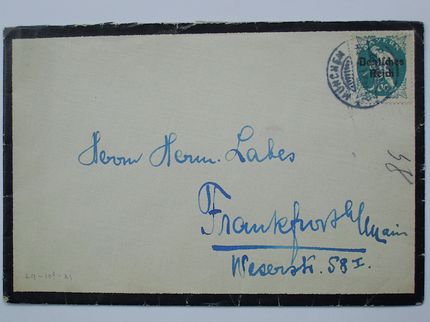 MÜNCHEN
Deutsches
Reich
Herrn Herm. Labes
Frankfurt a/Main
Weserstr. 58 I.